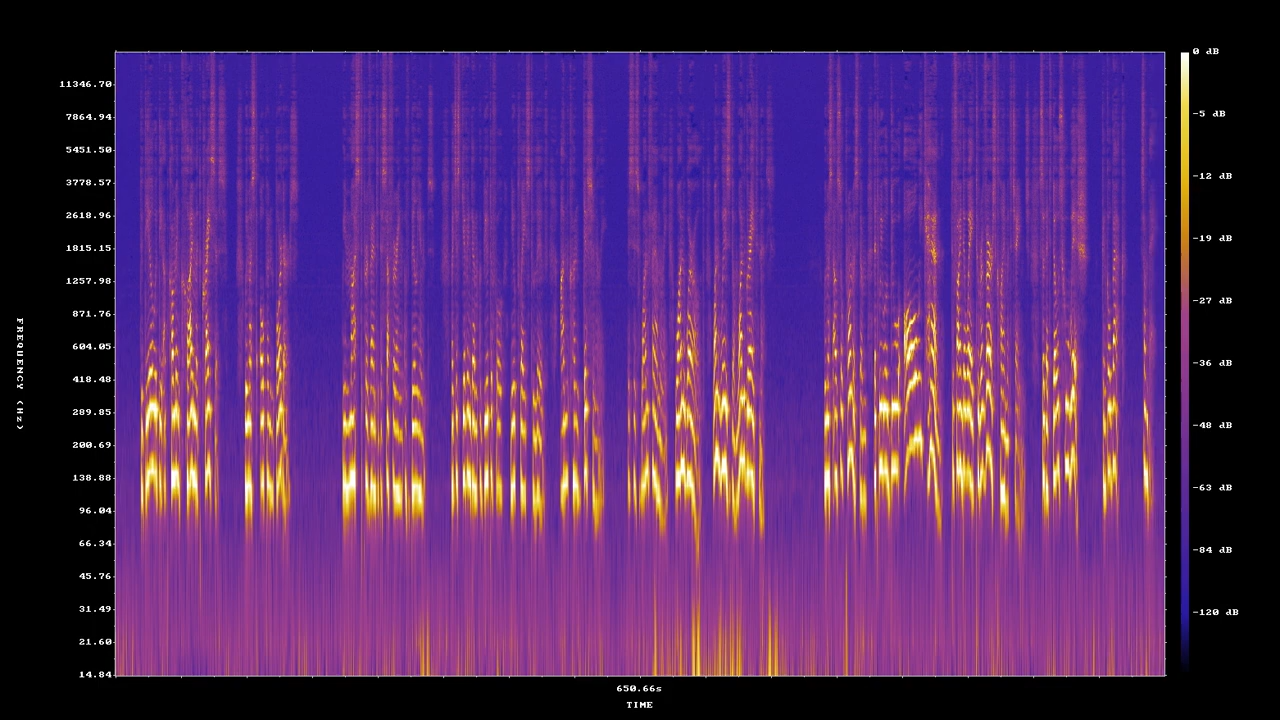 0 dB
11346.70
-5 dB
7864.94
5451.50
-12 dB
3778.57
2618.96
-19 dB
1815.15
1257.98
-27 dB
871.76
604.05
-36 dB
418.48
289.85
-48 dB
200.69
138.88
-63 dB
96.04
66.34
-84 dB
45.76
31.49
-120 dB
21.60
14.84
FREQUENCY (Hz)
650.66s
TIME